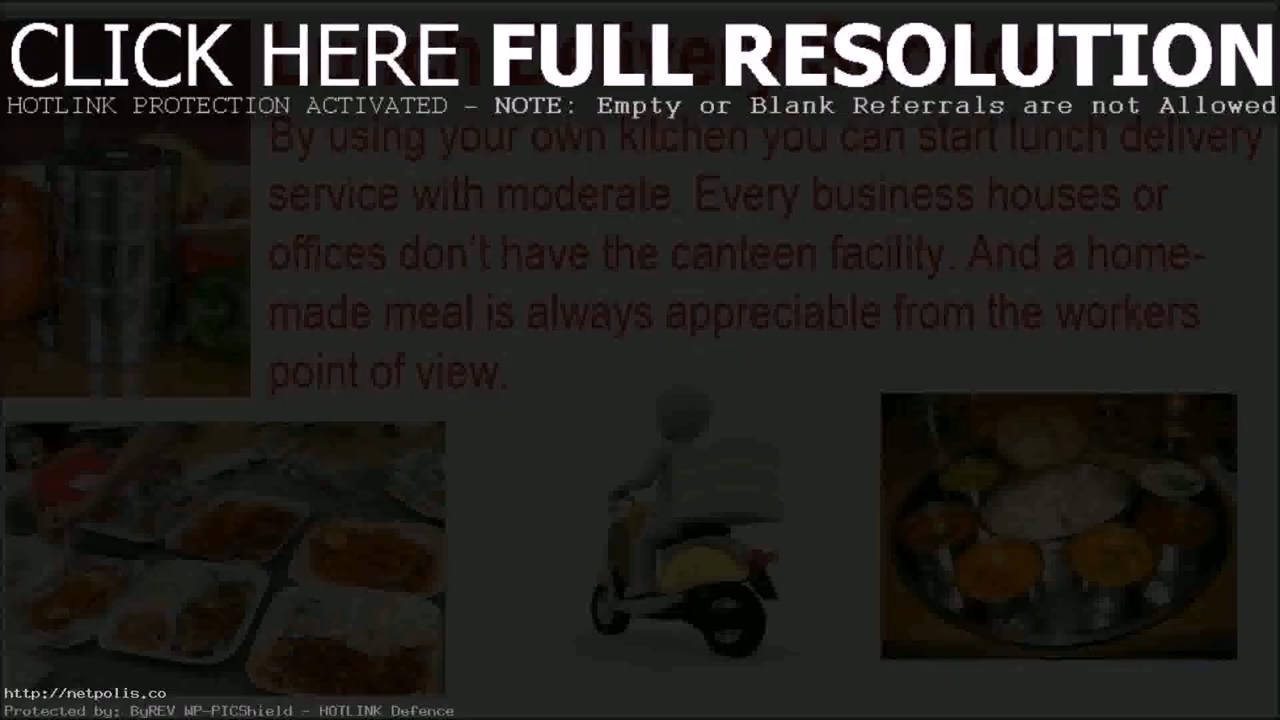 CLICK HERE FULL RESOLUTION
HOTLINK PROTECTION ACTIVATED - NOTE: Empty or Blank Referrals are not Allowed
By using your own kitchen you can start lunch delivery
service with moderate. Every business houses or
offices don't have the canteen facility. And a home-
made meal is always appreciable from the workers
point of view.
http://netpolis.co
Protected by: ByREV WP-PICShield - HOTLINK Defence